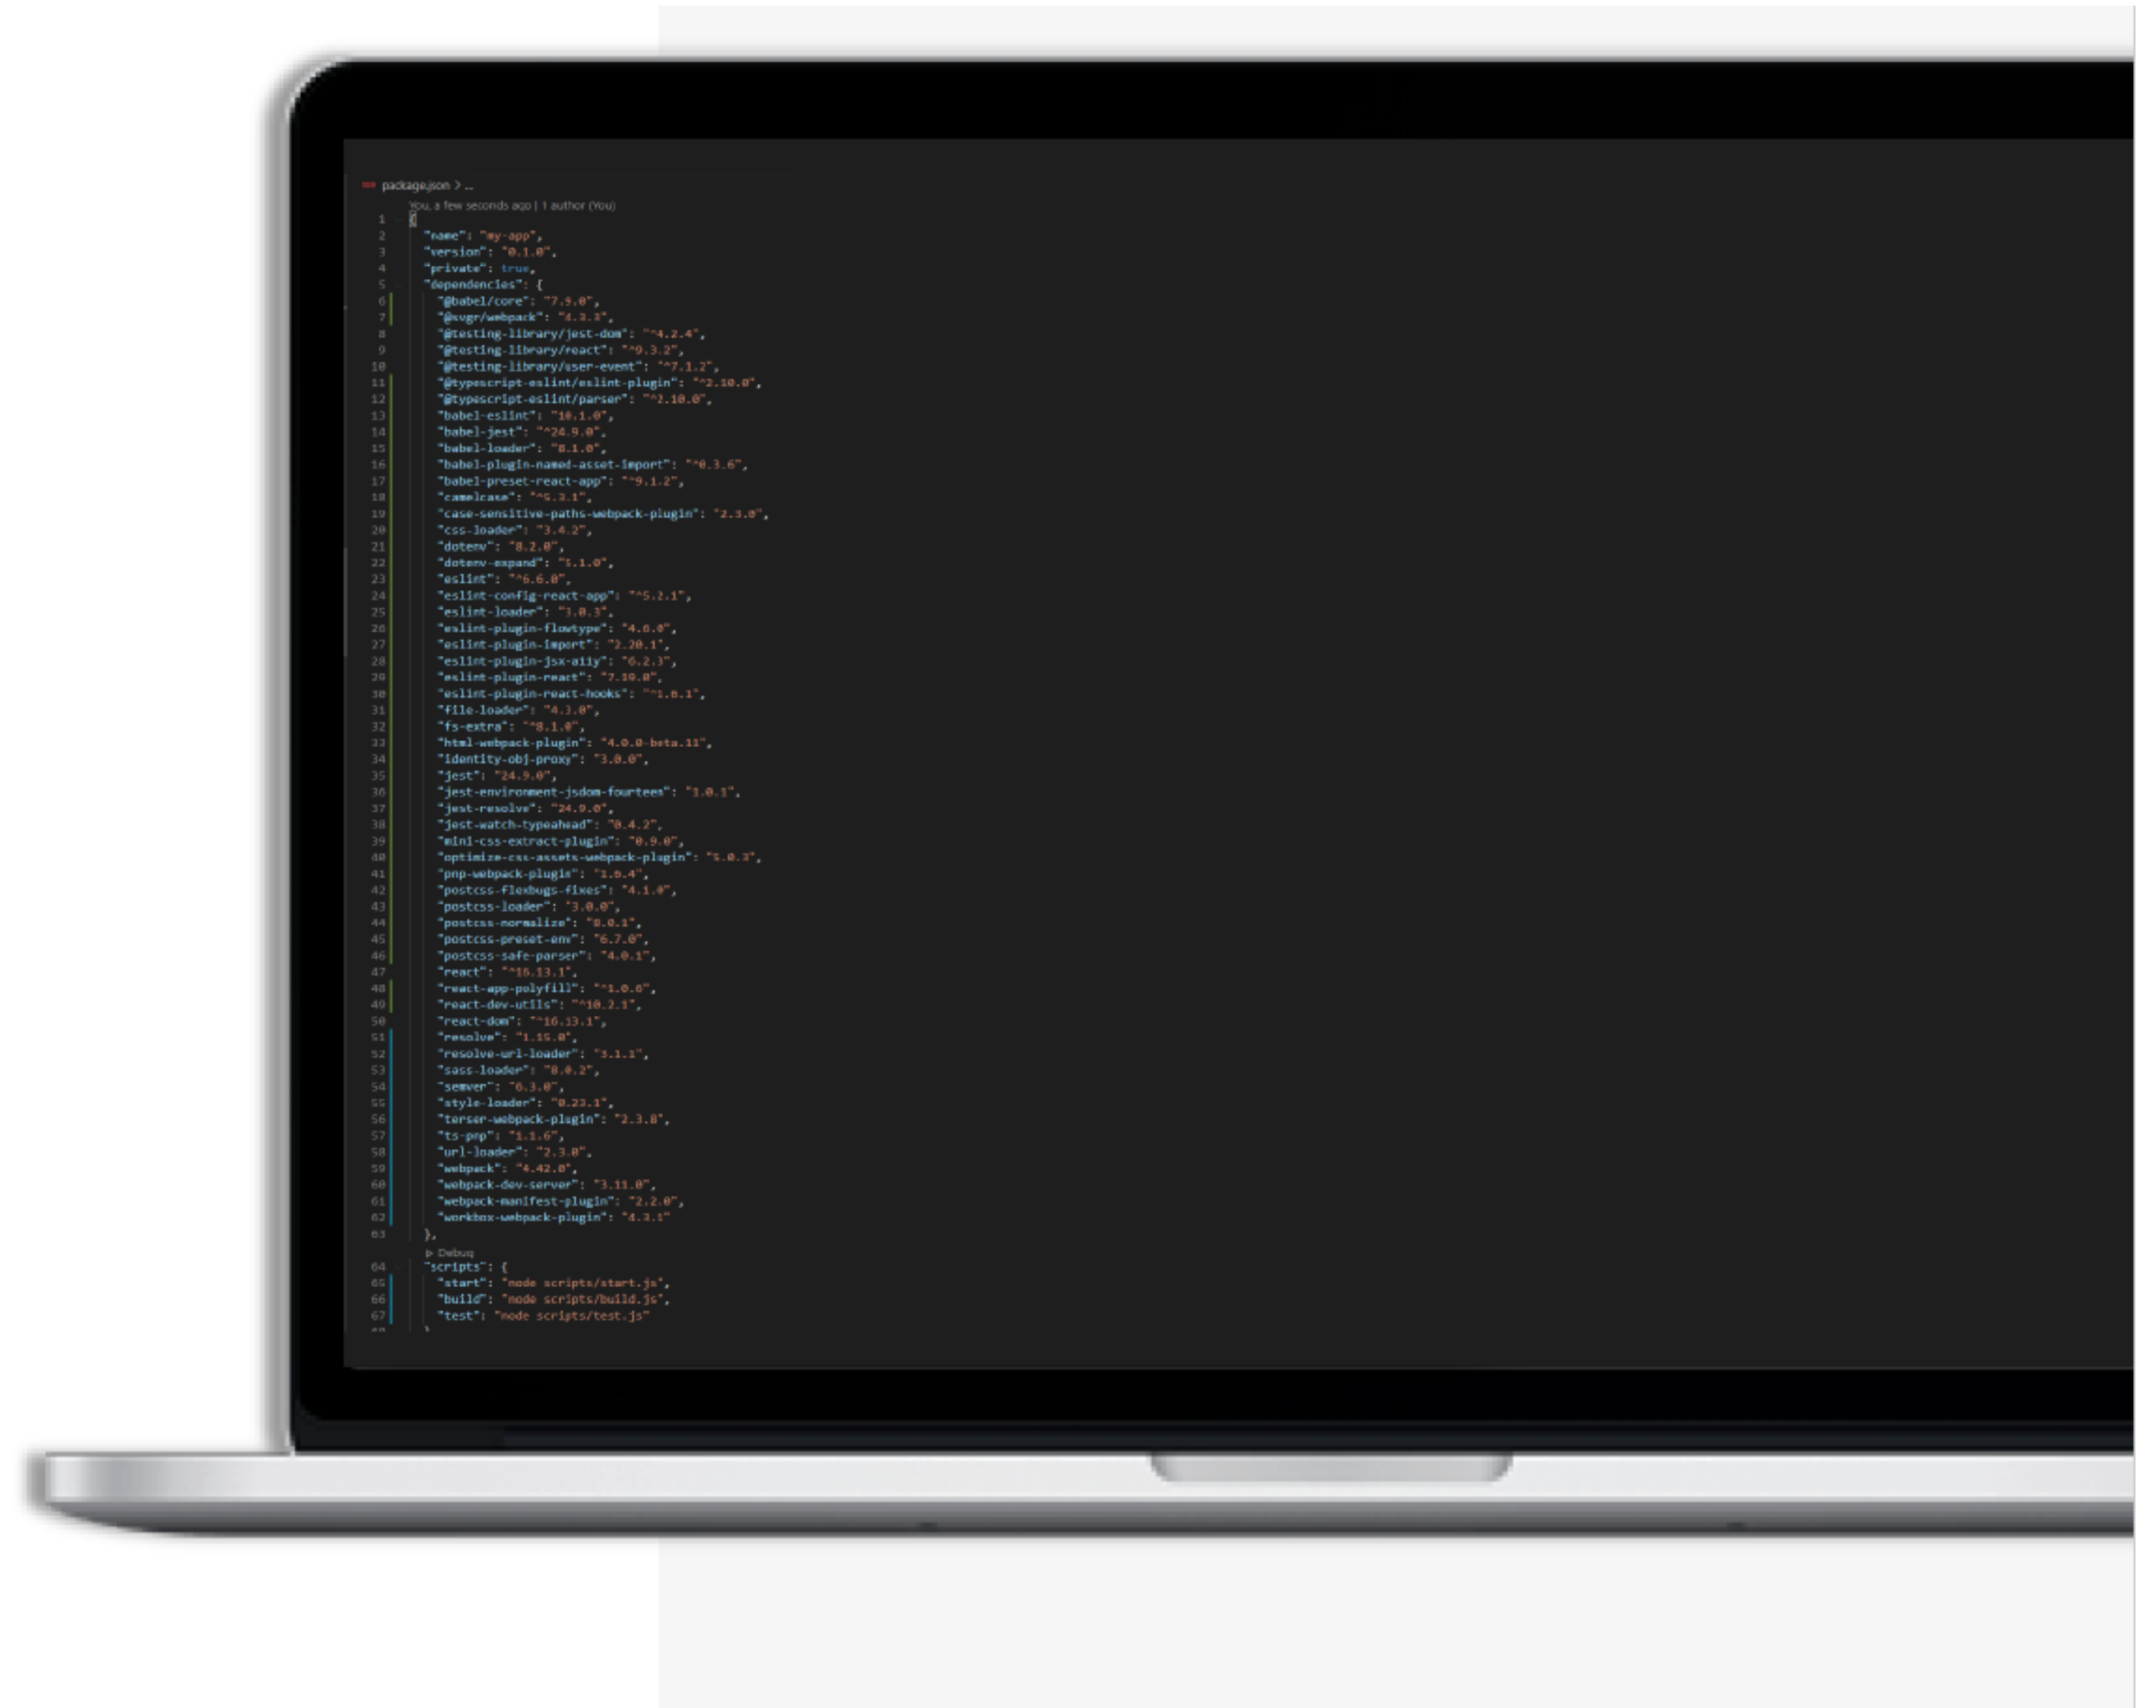 package.json > ...
You, a few seconds ago | 1 author (You)
1 {
2 "name": "my-app",
3 "version": "0.1.0",
4 "private": true,
5 "dependencies": {
6 "@babel/core": "7.9.0",
7 "@svgr/webpack": "4.3.3",
8 "@testing-library/jest-dom": "^4.2.4",
9 "@testing-library/react": "^9.3.2",
10 "@testing-library/user-event": "^7.1.2",
11 "@typescript-eslint/eslint-plugin": "^2.10.0",
12 "@typescript-eslint/parser": "^2.10.0",
13 "babel-eslint": "10.1.0",
14 "babel-jest": "^24.9.0",
15 "babel-loader": "8.1.0",
16 "babel-plugin-named-asset-import": "^0.3.6",
17 "babel-preset-react-app": "^9.1.2",
18 "camelcase": "^5.3.1",
19 "case-sensitive-paths-webpack-plugin": "2.3.0",
20 "css-loader": "3.4.2",
21 "dotenv": "8.2.0",
22 "dotenv-expand": "5.1.0",
23 "eslint": "^6.6.0",
24 "eslint-config-react-app": "^5.2.1",
25 "eslint-loader": "3.0.3",
26 "eslint-plugin-flowtype": "4.6.0",
27 "eslint-plugin-import": "2.20.1",
28 "eslint-plugin-jsx-a11y": "6.2.3",
29 "eslint-plugin-react": "7.19.0",
30 "eslint-plugin-react-hooks": "^1.6.1",
31 "file-loader": "4.3.0",
32 "fs-extra": "^8.1.0",
33 "html-webpack-plugin": "4.0.0-beta.11",
34 "identity-obj-proxy": "3.0.0",
35 "jest": "24.9.0",
36 "jest-environment-jsdom-fourteen": "1.0.1",
37 "jest-resolve": "24.9.0",
38 "jest-watch-typeahead": "0.4.2",
39 "mini-css-extract-plugin": "0.9.0",
40 "optimize-css-assets-webpack-plugin": "5.0.3",
41 "pnp-webpack-plugin": "1.6.4",
42 "postcss-flexbugs-fixes": "4.1.0",
43 "postcss-loader": "3.0.0",
44 "postcss-normalize": "8.0.1",
45 "postcss-preset-env": "6.7.0",
46 "postcss-safe-parser": "4.0.1",
47 "react": "^16.13.1",
48 "react-app-polyfill": "^1.0.6",
49 "react-dev-utils": "^10.2.1",
50 "react-dom": "^16.13.1",
51 "resolve": "1.15.0",
52 "resolve-url-loader": "3.1.1",
53 "sass-loader": "8.0.2",
54 "semver": "6.3.0",
55 "style-loader": "0.23.1",
56 "terser-webpack-plugin": "2.3.8",
57 "ts-pnp": "1.1.6",
58 "url-loader": "2.3.0",
59 "webpack": "4.42.0",
60 "webpack-dev-server": "3.11.0",
61 "webpack-manifest-plugin": "2.2.0",
62 "workbox-webpack-plugin": "4.3.1"
63 },
Debug
64 "scripts": {
65 "start": "node scripts/start.js",
66 "build": "node scripts/build.js",
67 "test": "node scripts/test.js"